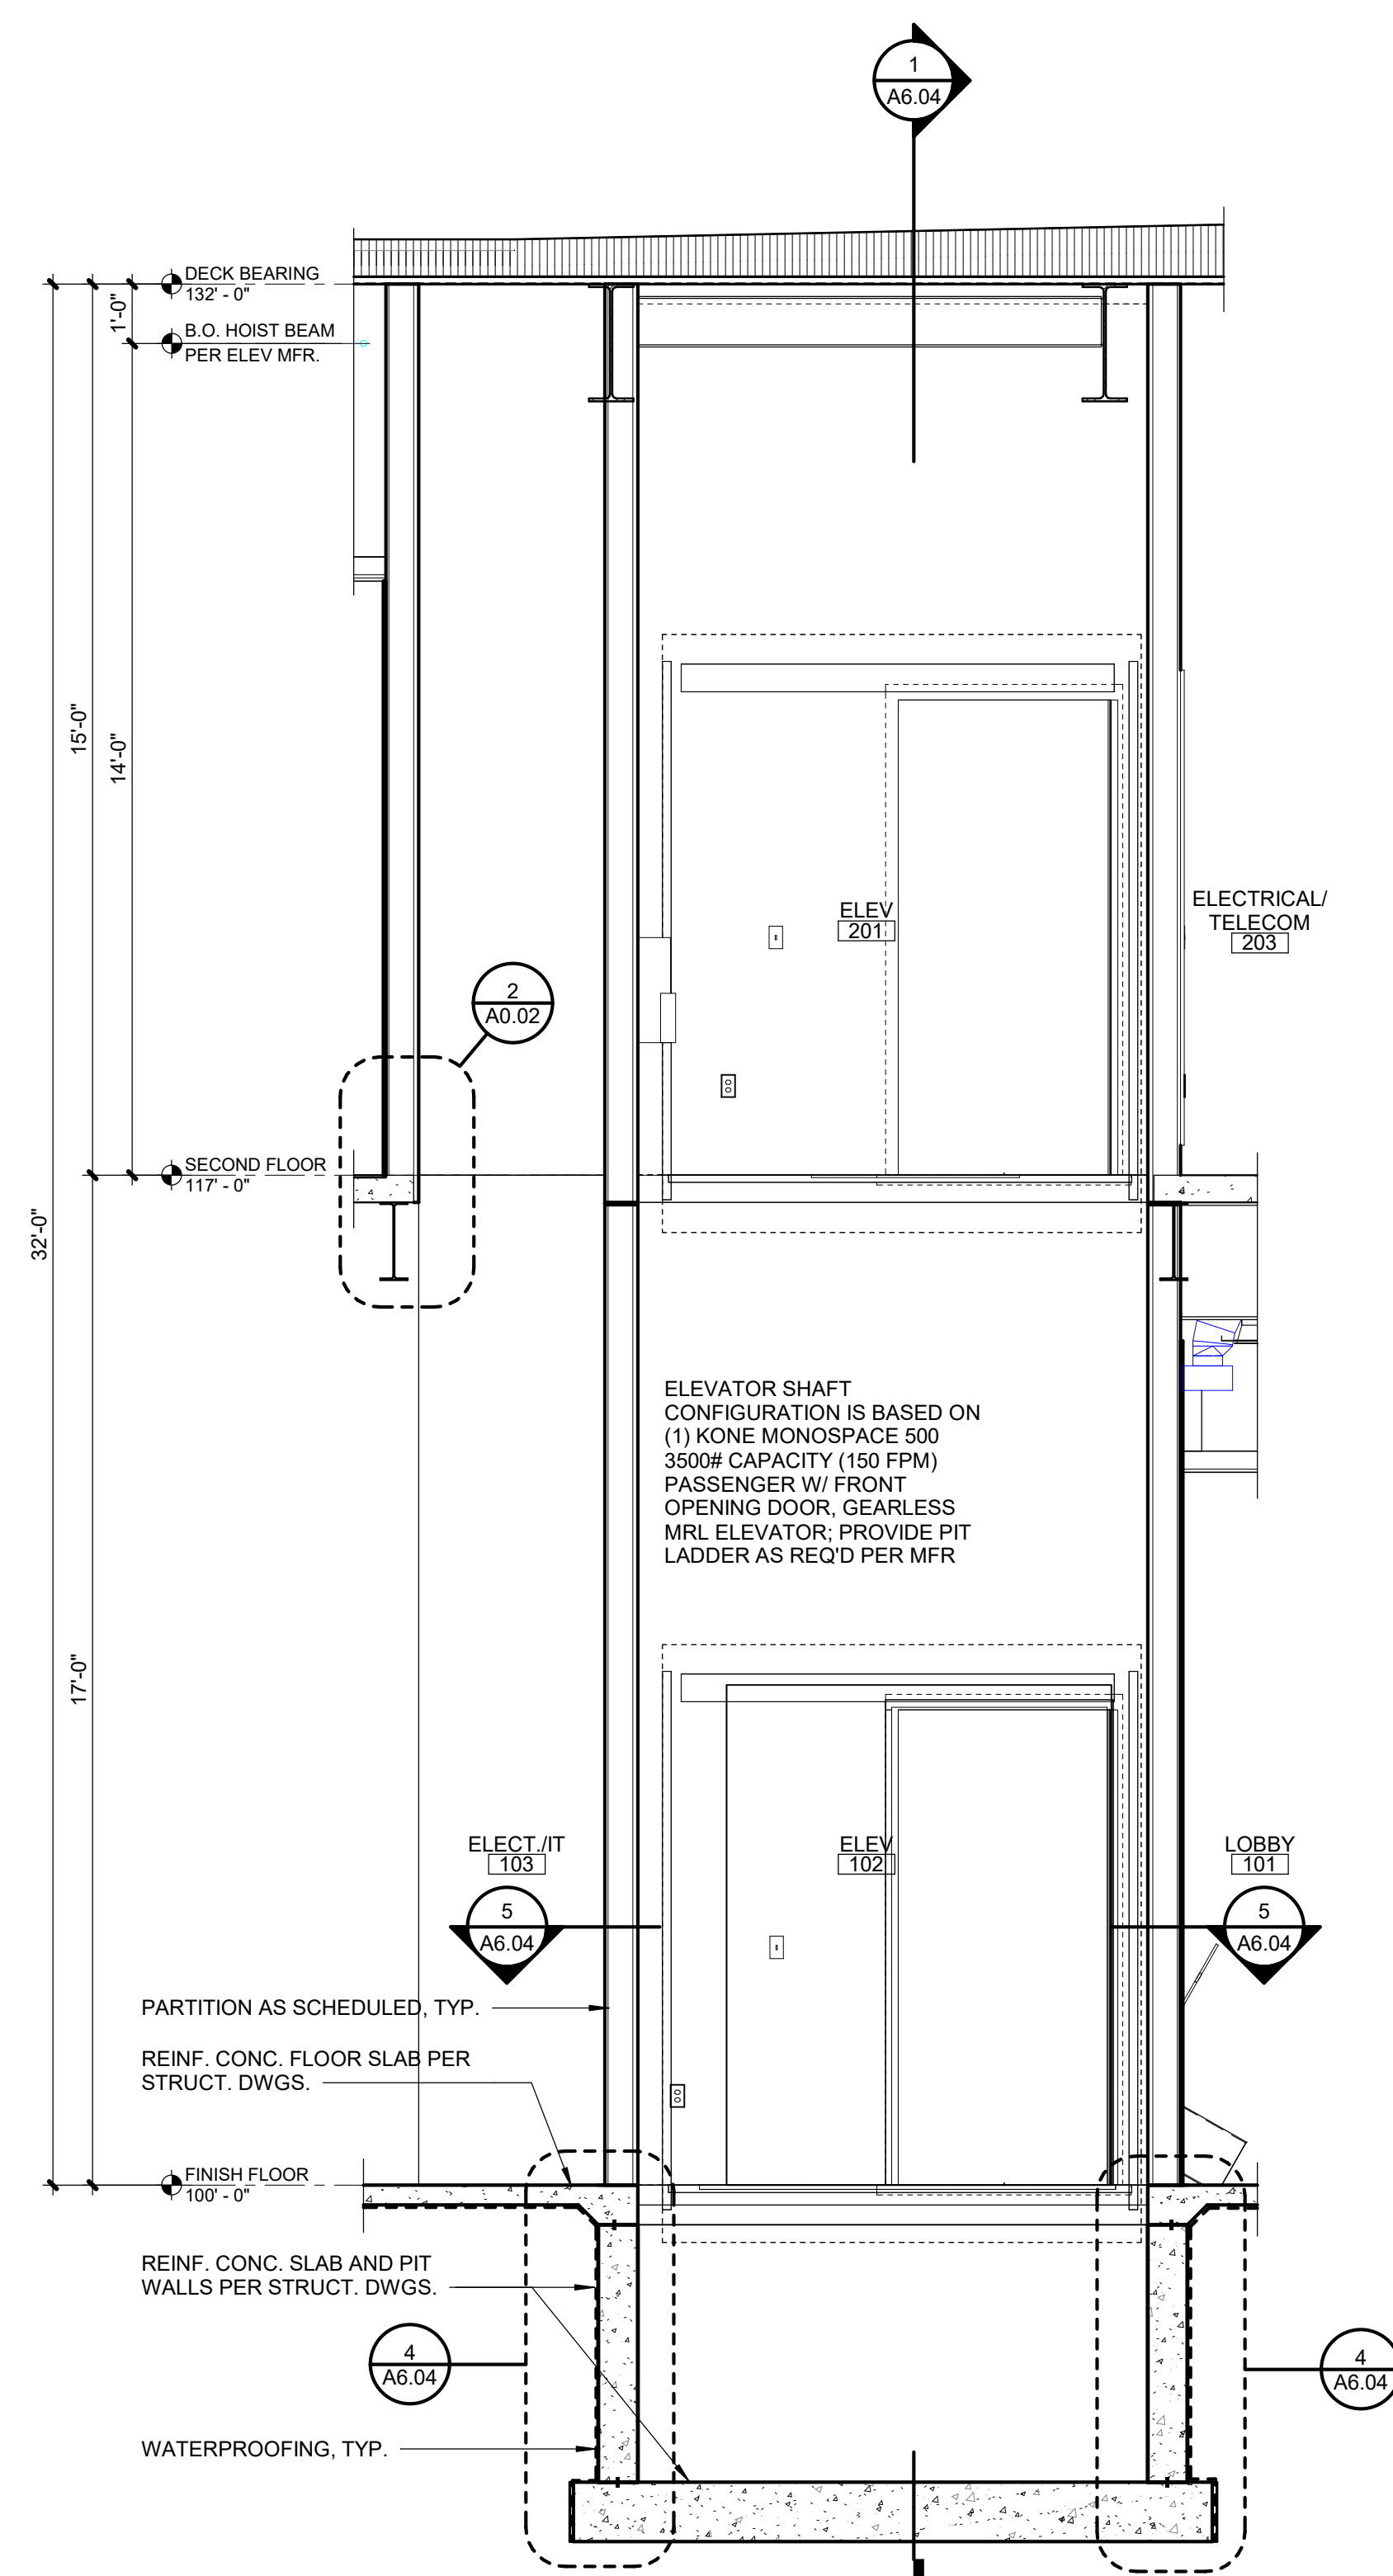 1
A6.04
DECK BEARING
132' - 0"
1'-0"
B.O. HOIST BEAM
PER ELEV MFR.
15'-0"
14'-0"
ELEV
201
ELECTRICAL/
TELECOM
203
2
A0.02
SECOND FLOOR
117' - 0"
32'-0"
ELEVATOR SHAFT
CONFIGURATION IS BASED ON
(1) KONE MONOSPACE 500
3500# CAPACITY (150 FPM)
PASSENGER W/ FRONT
OPENING DOOR, GEARLESS
MRL ELEVATOR; PROVIDE PIT
LADDER AS REQ'D PER MFR
17'-0"
ELECT./IT
103
ELEV
102
LOBBY
101
5
A6.04
5
A6.04
PARTITION AS SCHEDULED, TYP.
REINF. CONC. FLOOR SLAB PER
STRUCT. DWGS.
FINISH FLOOR
100' - 0"
REINF. CONC. SLAB AND PIT
WALLS PER STRUCT. DWGS.
4
A6.04
4
A6.04
WATERPROOFING, TYP.